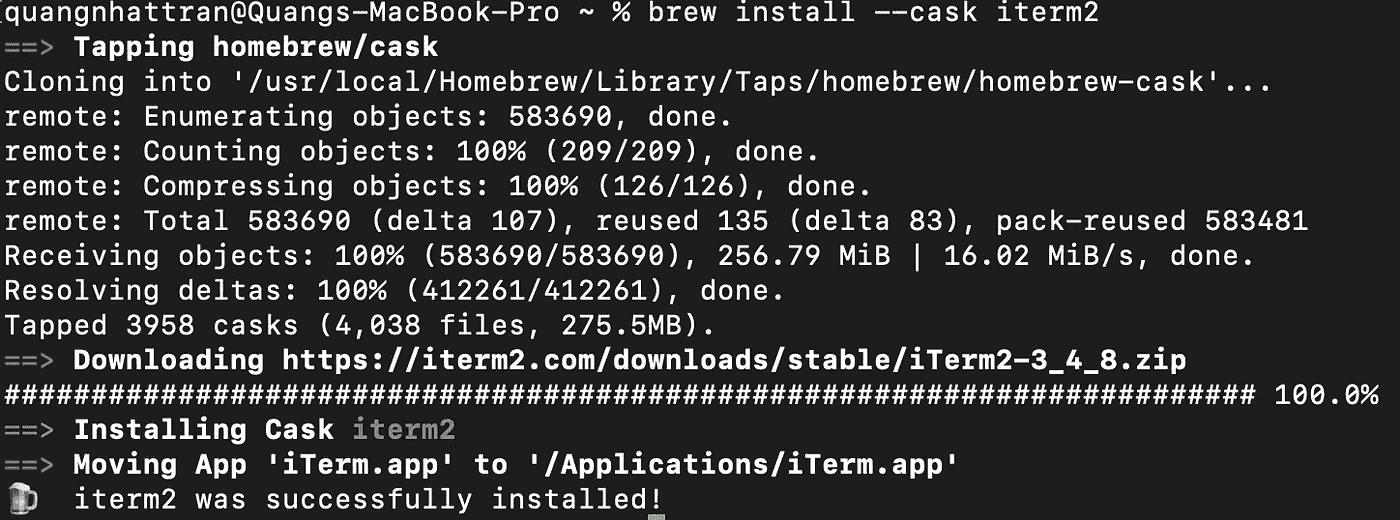 quangnhattran@Quangs-MacBook-Pro ~ % brew install --cask iterm2
==> Tapping homebrew/cask
Cloning into '/usr/local/Homebrew/Library/Taps/homebrew/homebrew-cask'...
remote: Enumerating objects: 583690, done.
remote: Counting objects: 100% (209/209), done.
remote: Compressing objects: 100% (126/126), done.
remote: Total 583690 (delta 107), reused 135 (delta 83), pack-reused 583481
Receiving objects: 100% (583690/583690), 256.79 MiB | 16.02 MiB/s, done.
Resolving deltas: 100% (412261/412261), done.
Tapped 3958 casks (4,038 files, 275.5MB).
==> Downloading https://iterm2.com/downloads/stable/iTerm2-3_4_8.zip
######################################################################## 100.0%
==> Installing Cask iterm2
==> Moving App 'iTerm.app' to '/Applications/iTerm.app'
🍺 iterm2 was successfully installed!